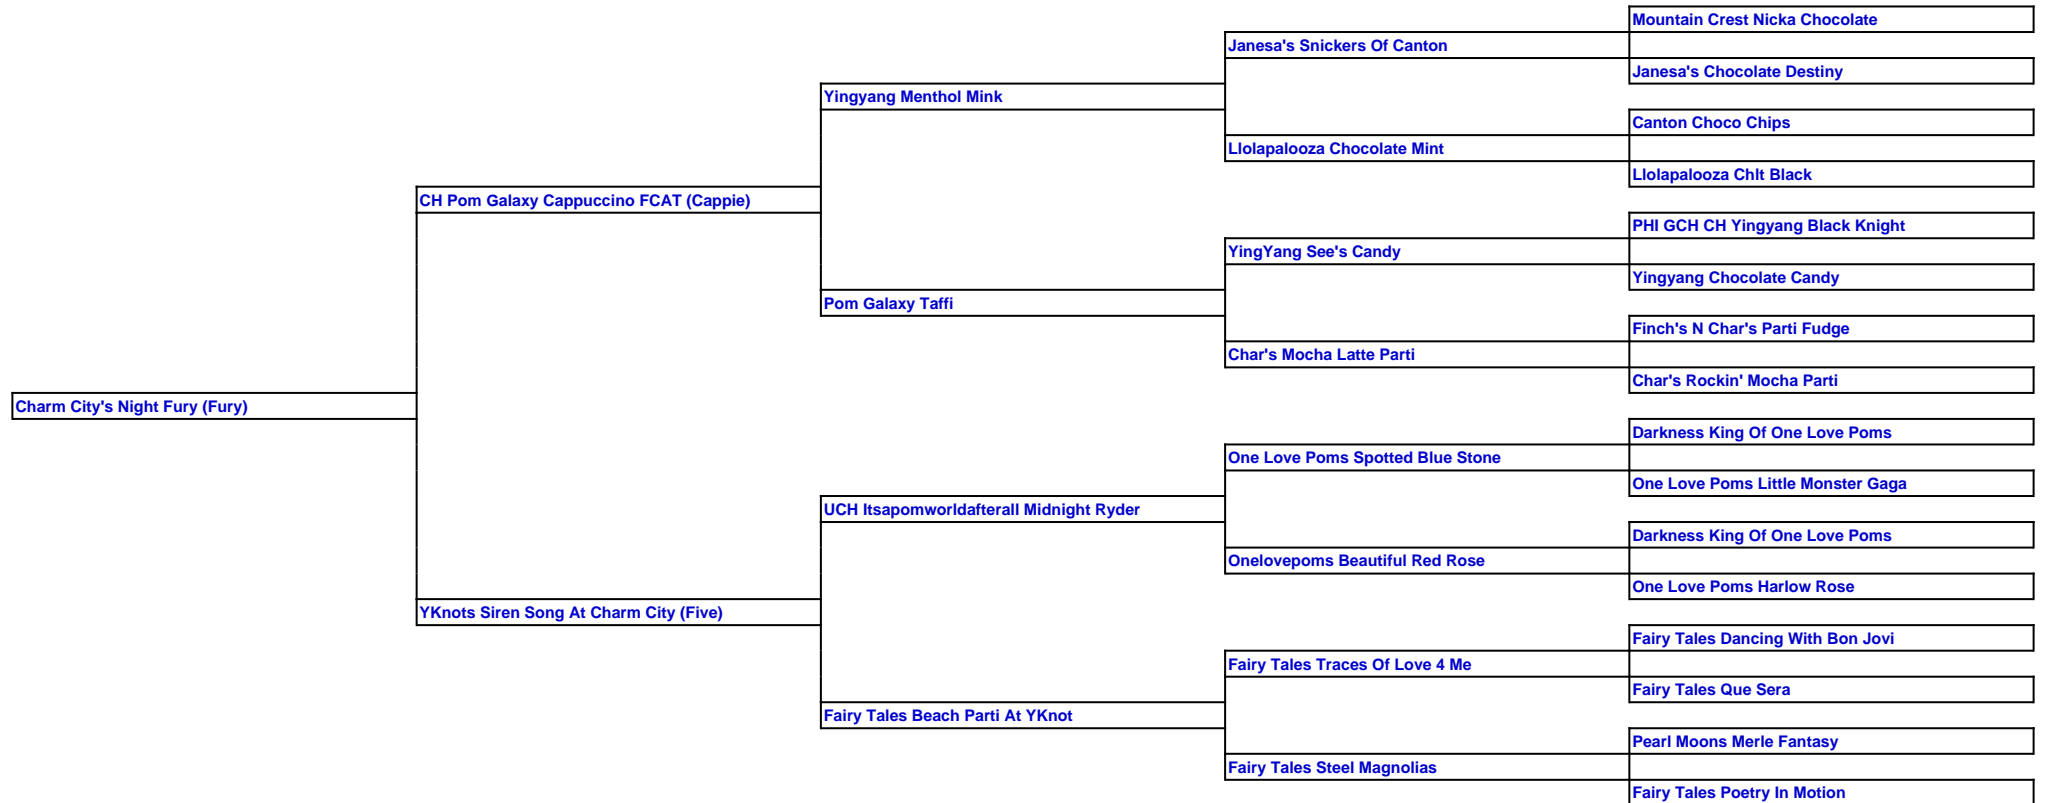 Mountain Crest Nicka Chocolate
Janesa's Snickers Of Canton
Janesa's Chocolate Destiny
Yingyang Menthol Mink
Canton Choco Chips
Llolapalooza Chocolate Mint
Llolapalooza Chlt Black
CH Pom Galaxy Cappuccino FCAT (Cappie)
PHI GCH CH Yingyang Black Knight
YingYang See's Candy
Yingyang Chocolate Candy
Pom Galaxy Taffi
Finch's N Char's Parti Fudge
Char's Mocha Latte Parti
Char's Rockin' Mocha Parti
Charm City's Night Fury (Fury)
Darkness King Of One Love Poms
One Love Poms Spotted Blue Stone
One Love Poms Little Monster Gaga
UCH Itsapomworldafterall Midnight Ryder
Darkness King Of One Love Poms
Onelovepoms Beautiful Red Rose
One Love Poms Harlow Rose
YKnots Siren Song At Charm City (Five)
Fairy Tales Dancing With Bon Jovi
Fairy Tales Traces Of Love 4 Me
Fairy Tales Que Sera
Fairy Tales Beach Parti At YKnot
Pearl Moons Merle Fantasy
Fairy Tales Steel Magnolias
Fairy Tales Poetry In Motion